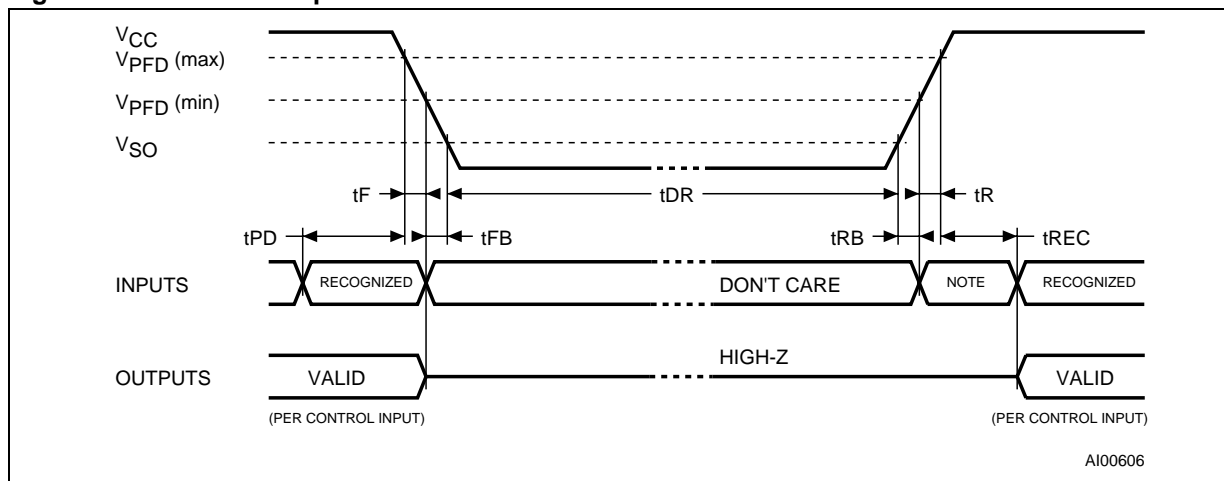 VCC
VPFD (max)
VPFD (min)
VSO
tF
tDR
tR
tPD
tFB
tRB
tREC
INPUTS
RECOGNIZED
DON'T CARE
NOTE
RECOGNIZED
HIGH-Z
OUTPUTS
VALID
VALID
(PER CONTROL INPUT)
(PER CONTROL INPUT)
AI00606